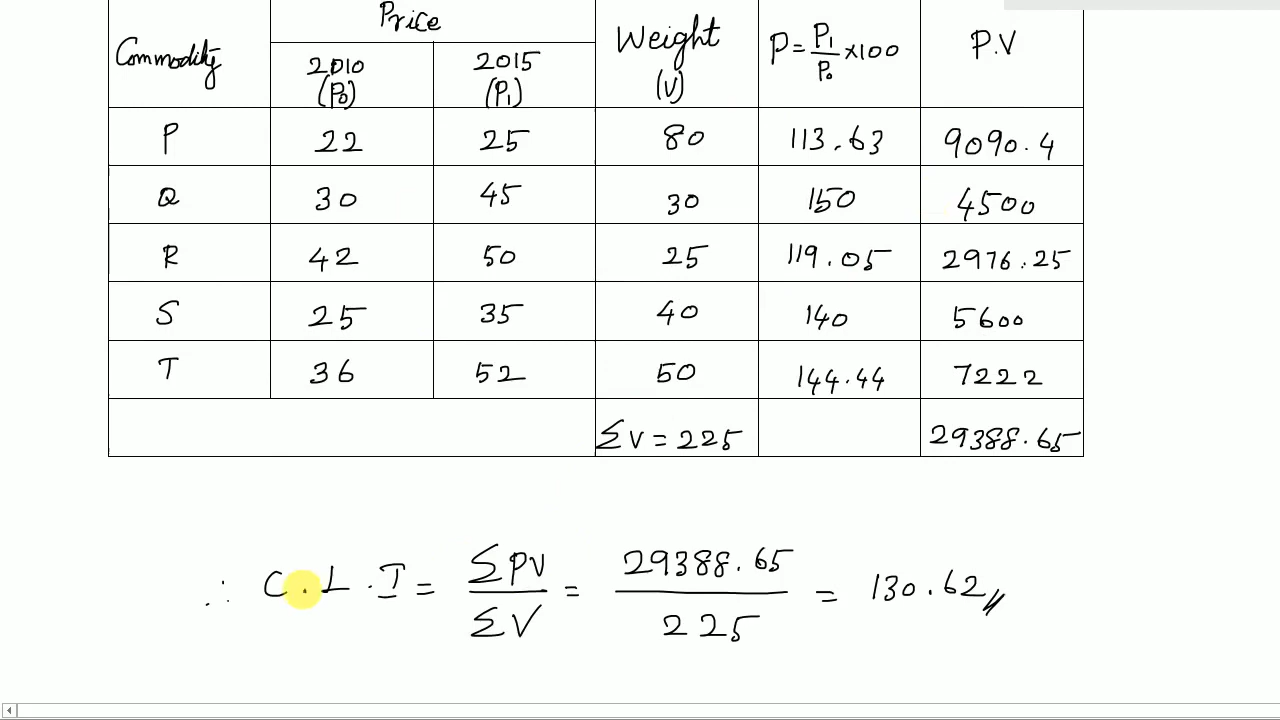 Commodity Price Weight (V) P = P₁/P₀ ×100 P.V
2010 (P₀) 2015 (P₁)
P 22 25 80 113.63 9090.4
Q 30 45 30 150 4500
R 42 50 25 119.05 2976.25
S 25 35 40 140 5600
T 36 52 50 144.44 7222
ΣV = 225 29388.65
∴ C.L.I = ΣPV/ΣV = 29388.65/225 = 130.62//